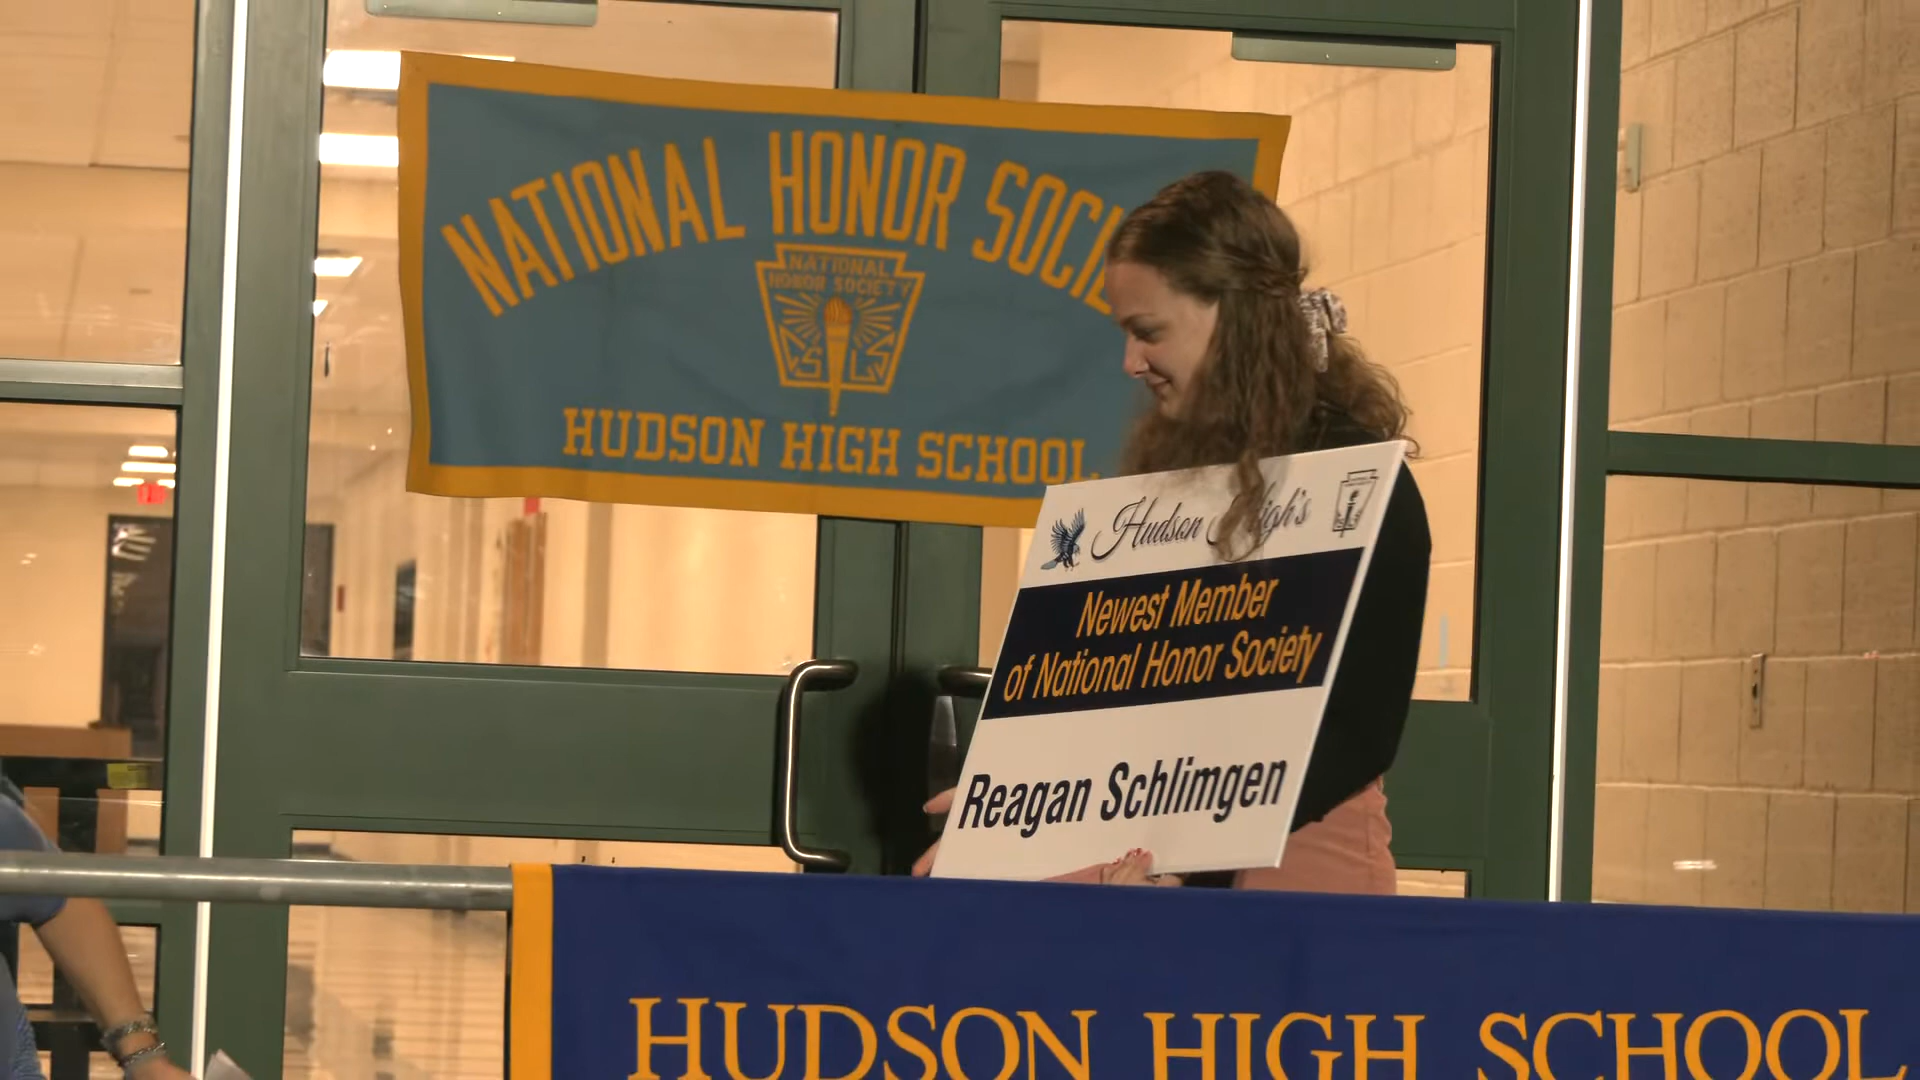 NATIONAL HONOR SOCIE
NATIONAL
HONOR SOCIETY
HUDSON HIGH SCHOOL
Hudson High's
Newest Member
of National Honor Society
Reagan Schlimgen
HUDSON HIGH SCHOOL